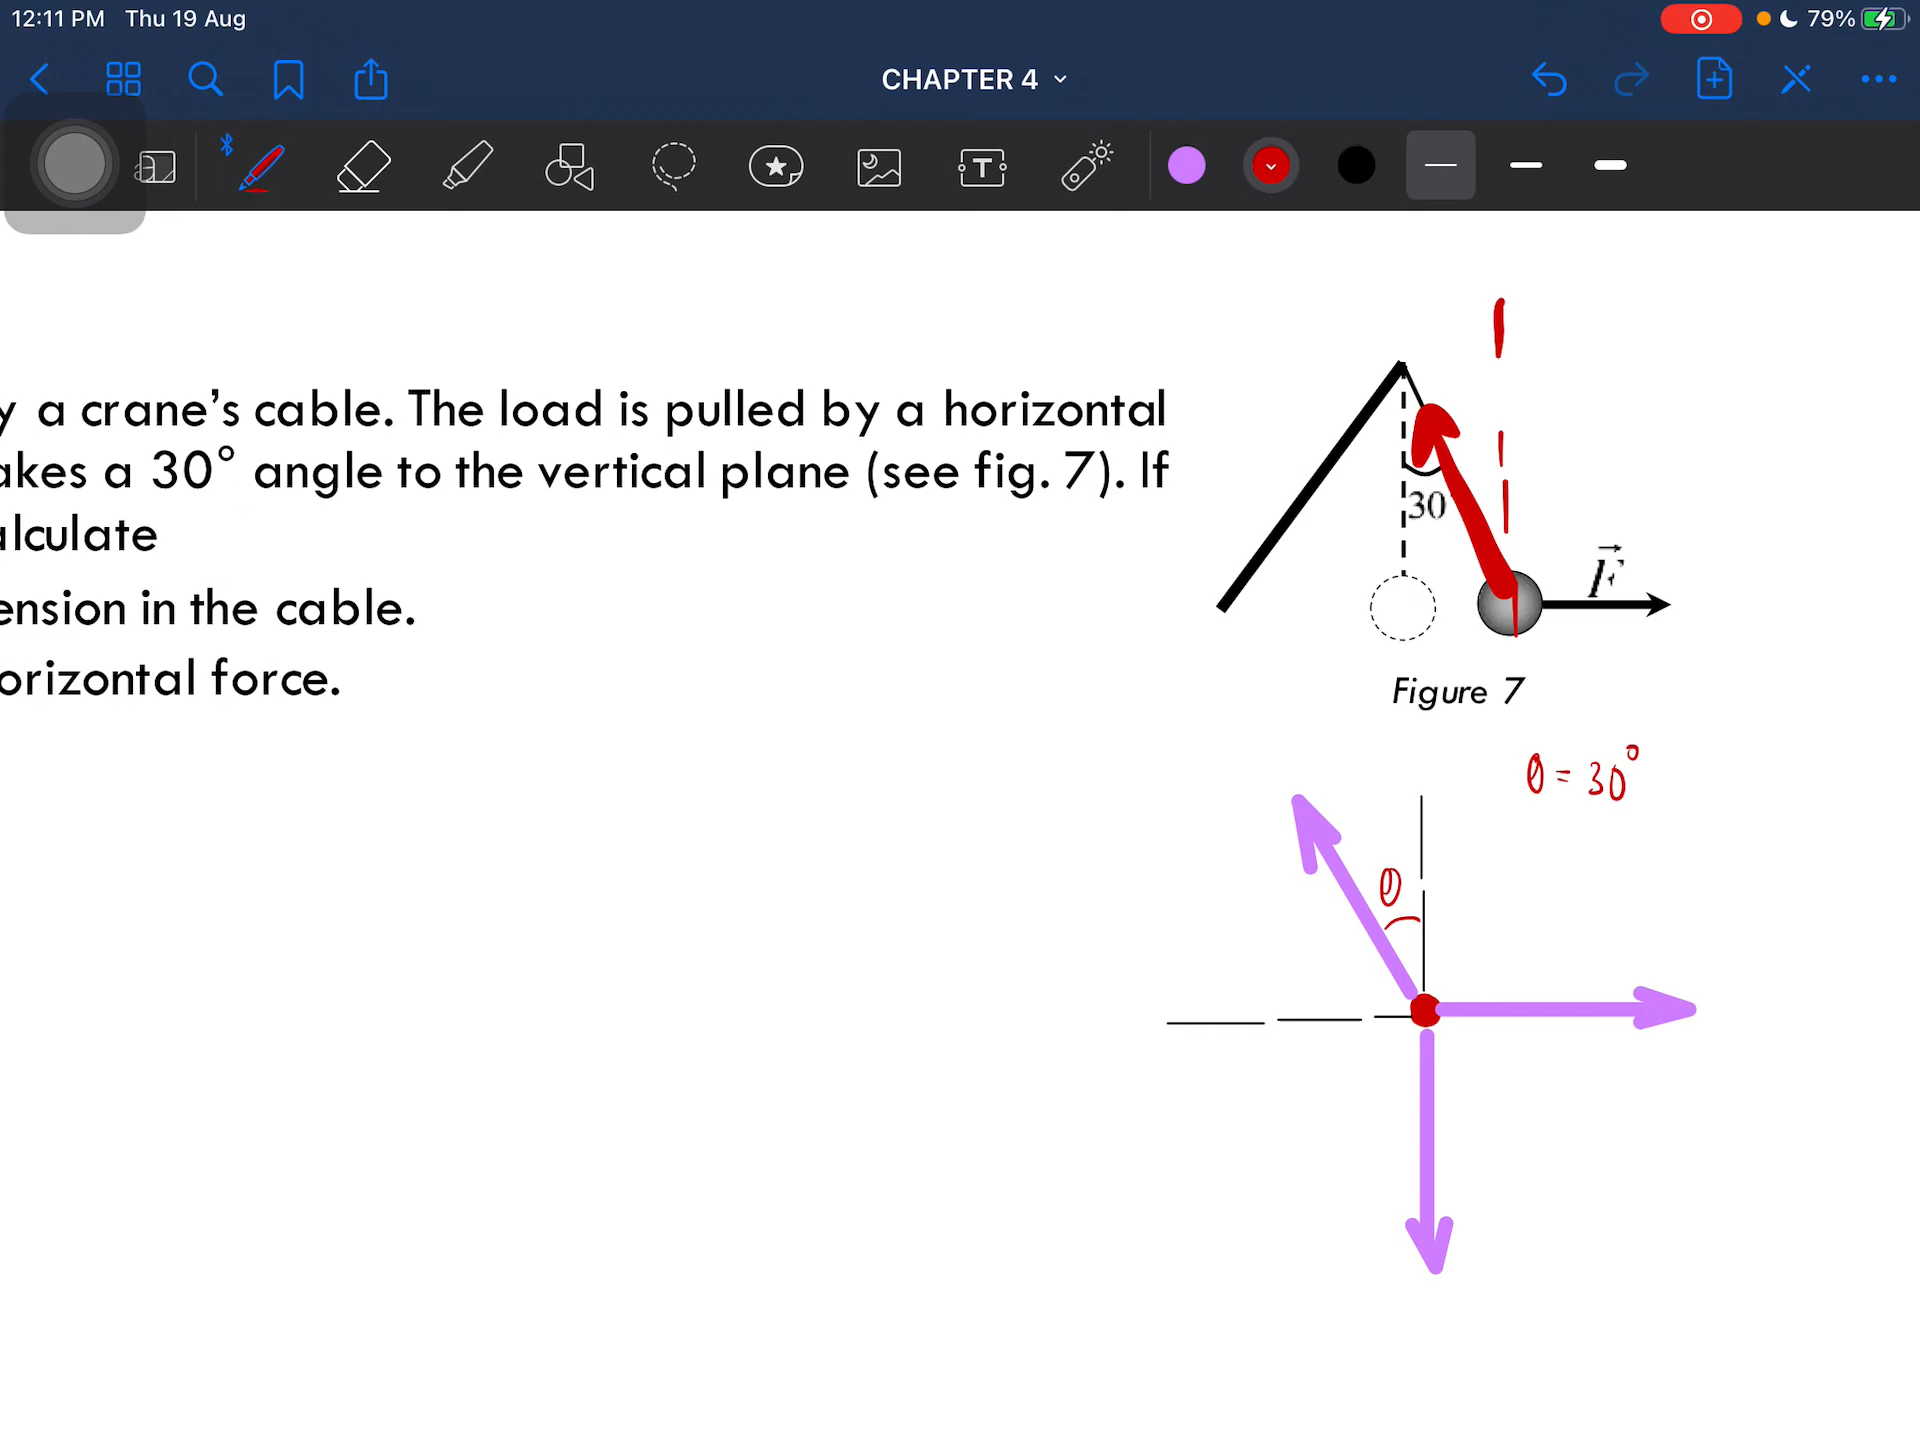 12:11 PM Thu 19 Aug
79%
CHAPTER 4
T
y a crane's cable. The load is pulled by a horizontal
akes a 30° angle to the vertical plane (see fig. 7). If
alculate
ension in the cable.
orizontal force.
30
F
Figure 7
θ = 30°
θ